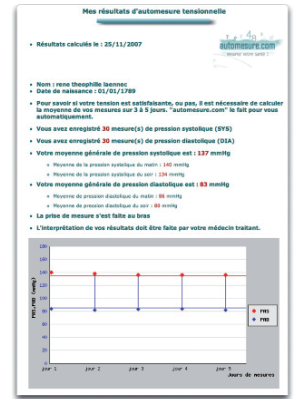 Mes résultats d'automesure tensionnelle
Résultats calculés le : 25/11/2007
automesure.com
mesurez votre santé !
Nom : rene theophille laennec
Date de naissance : 01/01/1789
Pour savoir si votre tension est satisfaisante, ou pas, il est nécessaire de calculer
la moyenne de vos mesures sur 3 à 5 jours. "automesure.com" le fait pour vous
automatiquement.
Vous avez enregistré 30 mesure(s) de pression systolique (SYS)
Vous avez enregistré 30 mesure(s) de pression diastolique (DIA)
Votre moyenne générale de pression systolique est : 137 mmHg
Moyenne de la pression systolique du matin : 140 mmHg
Moyenne de la pression systolique du soir : 134 mmHg
Votre moyenne générale de pression diastolique est : 83 mmHg
Moyenne de pression diastolique du matin : 86 mmHg
Moyenne de pression diastolique du soir : 80 mmHg
La prise de mesure s'est faite au bras
L'interprétation de vos résultats doit être faite par votre médecin traitant.
PAS,PAD (mmHg)
180
160
140
120
100
80
60
40
20
0
jour 1 jour 2 jour 3 jour 4 jour 5
Jours de mesures
PAS
PAD